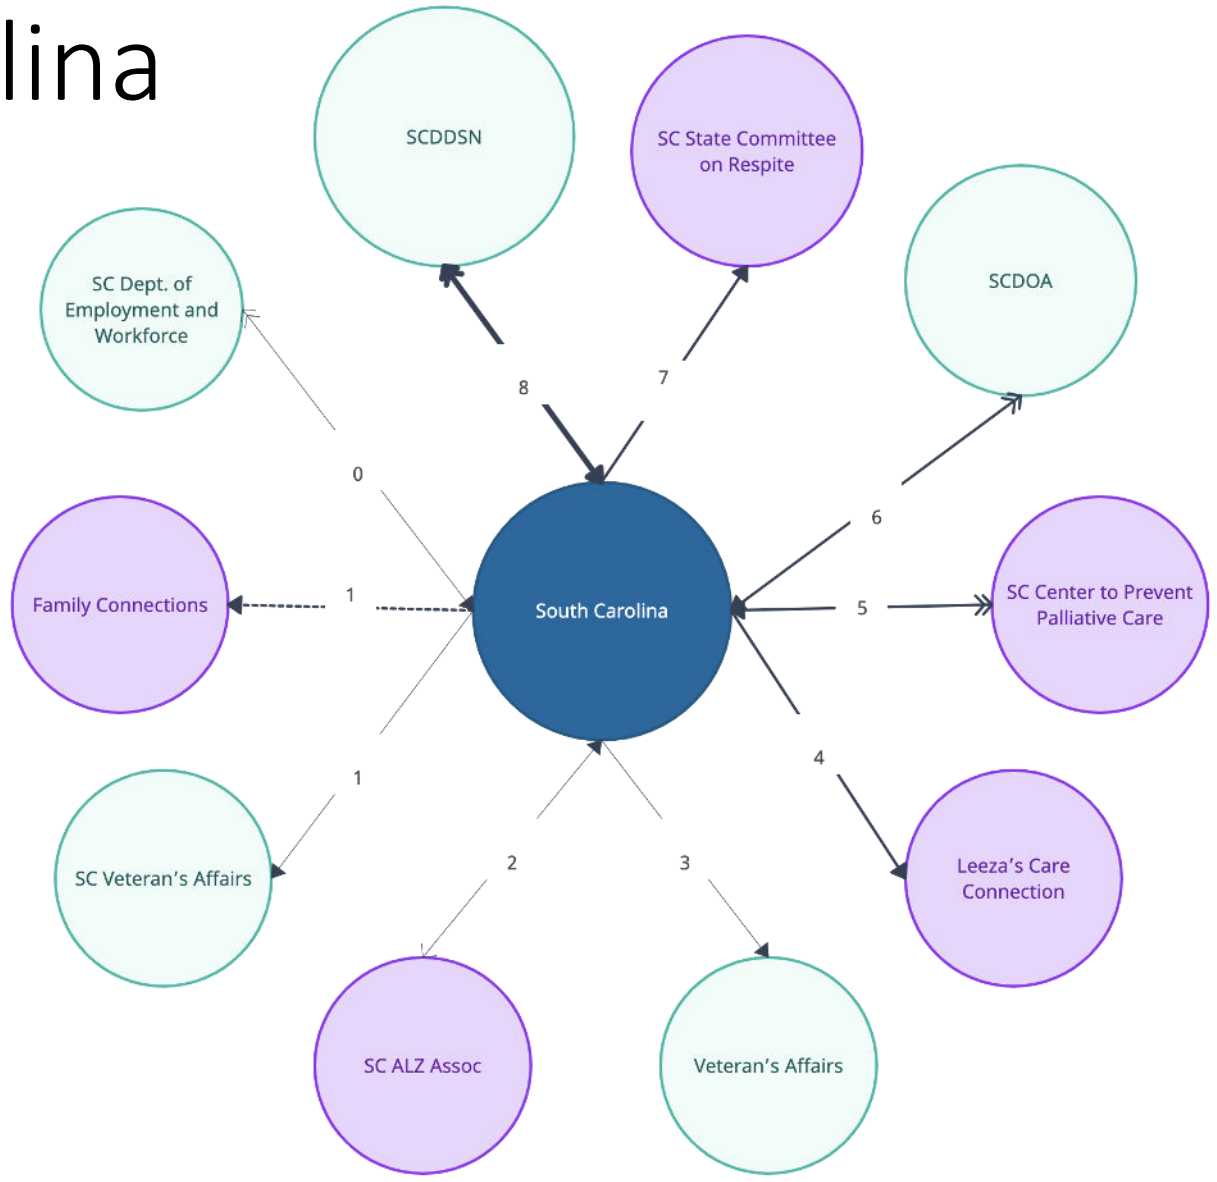 lina
SCDDSN
SC State Committee
on Respite
SCDOA
SC Dept. of
Employment and
Workforce
8
7
6
0
Family Connections
1
South Carolina
5
SC Center to Prevent
Palliative Care
1
4
SC Veteran's Affairs
2
3
Leeza's Care
Connection
SC ALZ Assoc
Veteran's Affairs